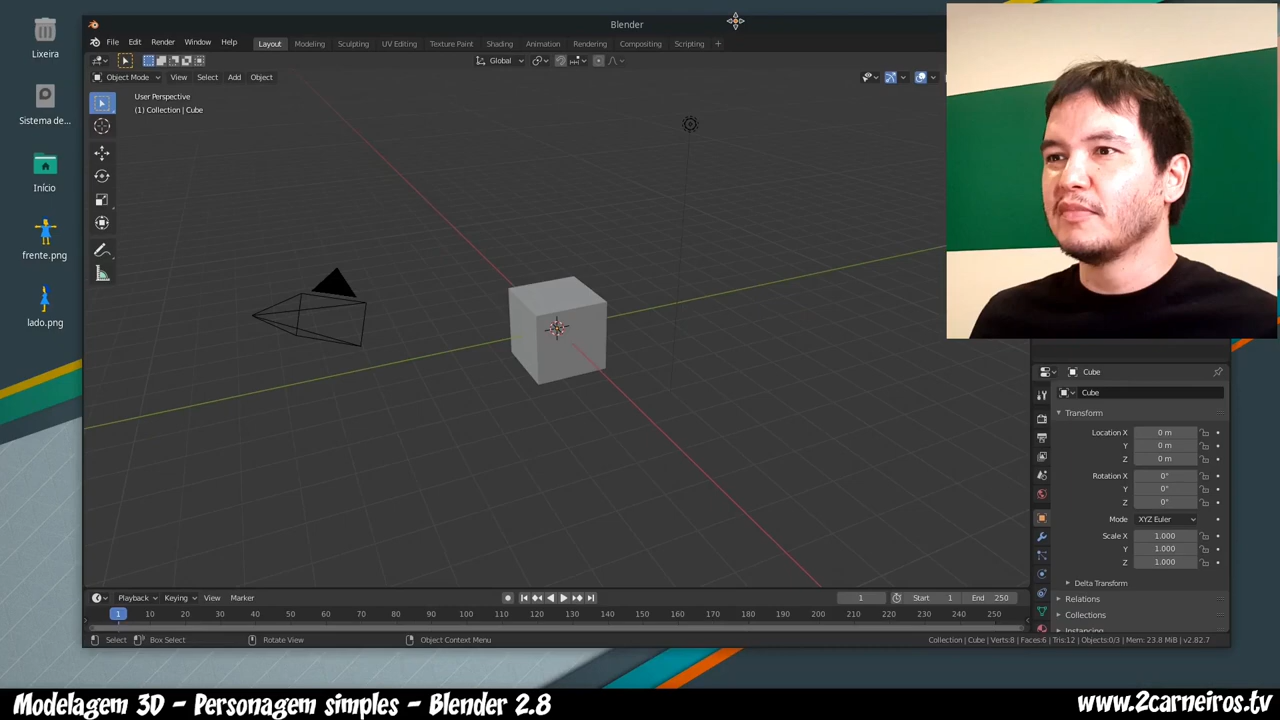 Lixeira
Sistema de...
Início
frente.png
lado.png
Blender
File Edit Render Window Help
Layout Modeling Sculpting UV Editing Texture Paint Shading Animation Rendering Compositing Scripting +
Global
Object Mode View Select Add Object
User Perspective
(1) Collection | Cube
Cube
Cube
Transform
Location X 0 m
Y 0 m
Z 0 m
Rotation X 0°
Y 0°
Z 0°
Mode XYZ Euler
Scale X 1.000
Y 1.000
Z 1.000
Delta Transform
Relations
Collections
Instancing
Playback Keying View Marker
1 Start 1 End 250
1 10 20 30 40 50 60 70 80 90 100 110 120 130 140 150 160 170 180 190 200 210 220 230 240 250
Select Box Select Rotate View Object Context Menu
Collection | Cube | Verts:8 | Faces:6 | Tris:12 | Objects:0/3 | Mem: 23.8 MiB | v2.82.7
Modelagem 3D - Personagem simples - Blender 2.8
www.2carneiros.tv